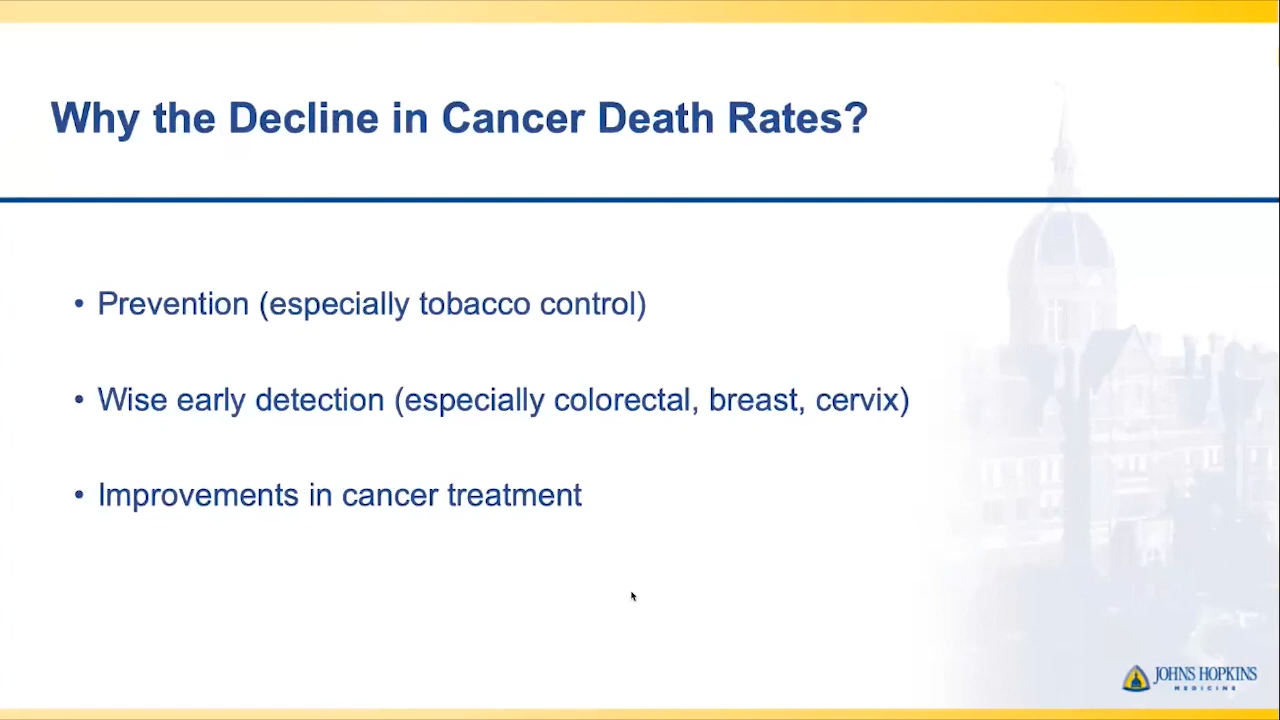 Why the Decline in Cancer Death Rates?
• Prevention (especially tobacco control)
• Wise early detection (especially colorectal, breast, cervix)
• Improvements in cancer treatment
JOHNS HOPKINS
MEDICINE